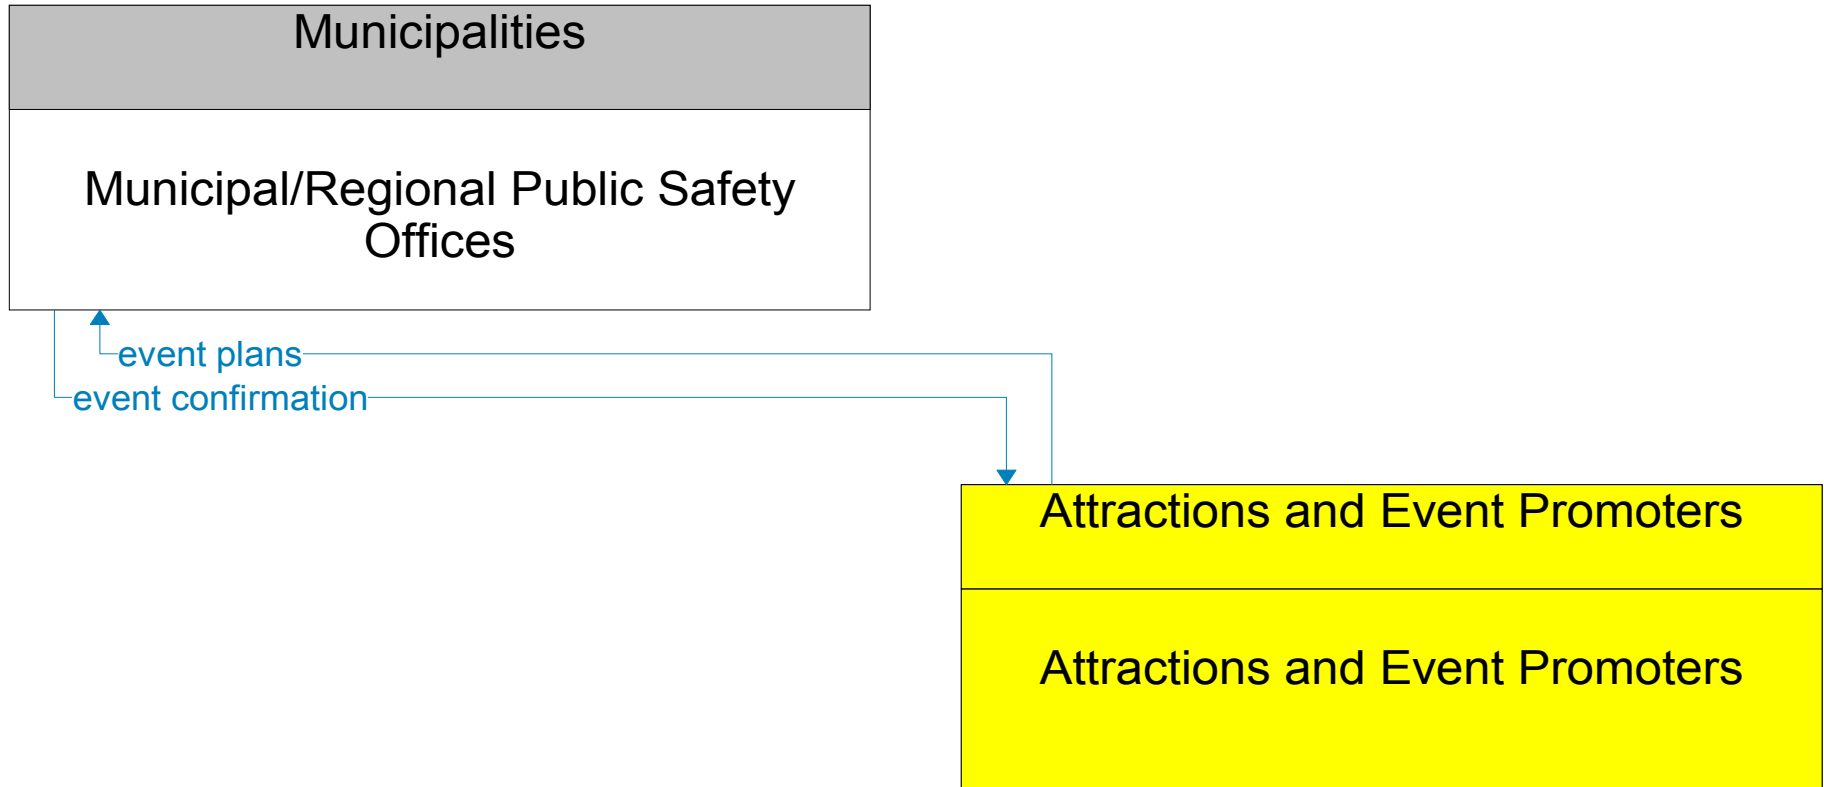 Municipalities
Municipal/Regional Public Safety
Offices
event plans
event confirmation
Attractions and Event Promoters
Attractions and Event Promoters